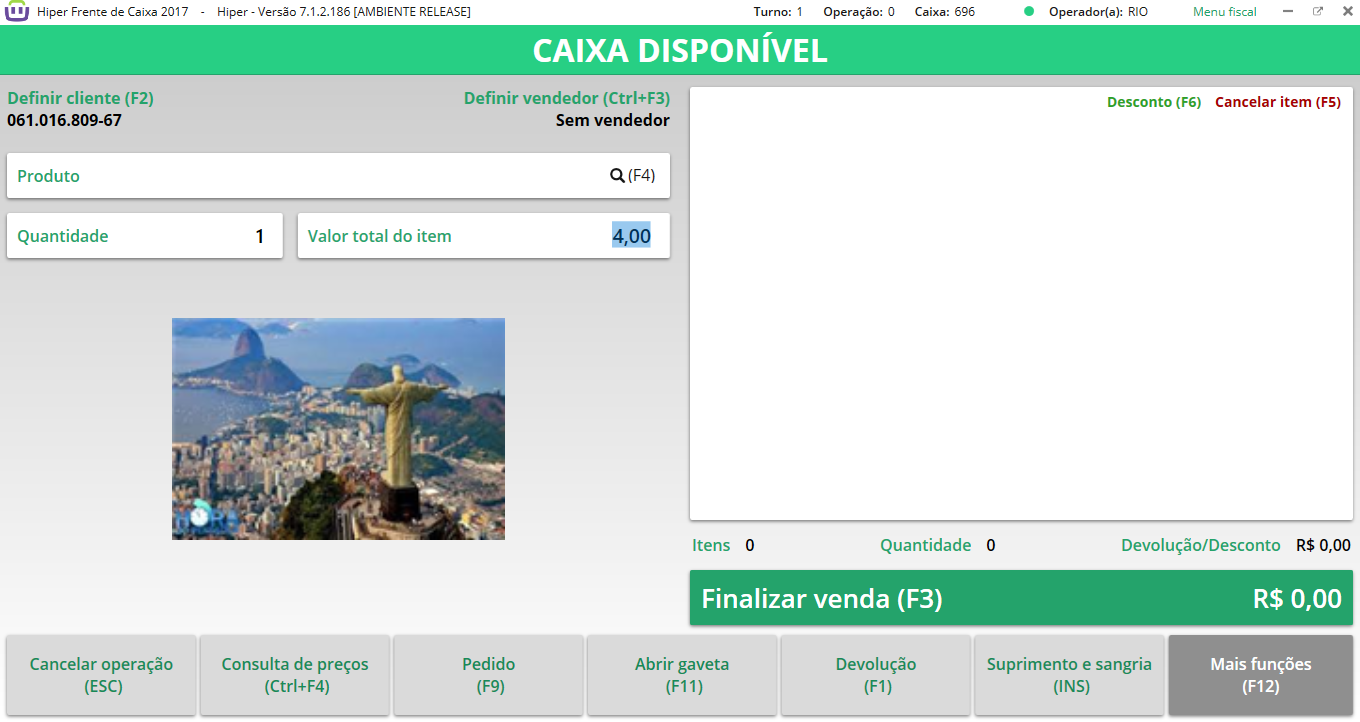 Hiper Frente de Caixa 2017 - Hiper - Versão 7.1.2.186 [AMBIENTE RELEASE] Turno: 1 Operação: 0 Caixa: 696 Operador(a): RIO Menu fiscal
CAIXA DISPONÍVEL
Definir cliente (F2) Definir vendedor (Ctrl+F3)
061.016.809-67 Sem vendedor
Desconto (F6) Cancelar item (F5)
Produto (F4)
Quantidade 1 Valor total do item 4,00
HORA
Itens 0 Quantidade 0 Devolução/Desconto R$ 0,00
Finalizar venda (F3) R$ 0,00
Cancelar operação
(ESC)
Consulta de preços
(Ctrl+F4)
Pedido
(F9)
Abrir gaveta
(F11)
Devolução
(F1)
Suprimento e sangria
(INS)
Mais funções
(F12)